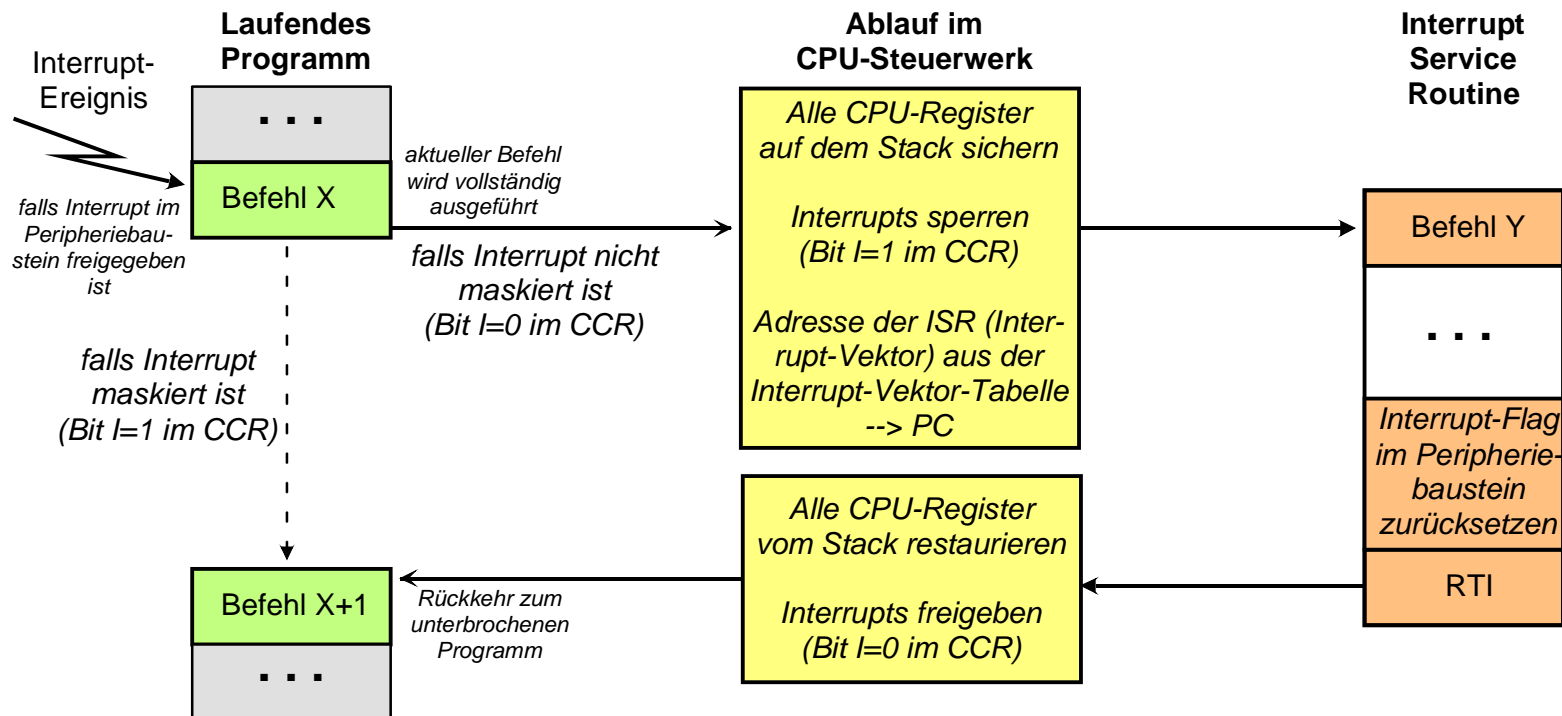 Laufendes
Programm
Ablauf im
CPU-Steuerwerk
Interrupt
Service
Routine
Interrupt-
Ereignis
. . .
Befehl X
falls Interrupt im
Peripheriebau-
stein freigegeben
ist
aktueller Befehl
wird vollständig
ausgeführt
falls Interrupt nicht
maskiert ist
(Bit I=0 im CCR)
falls Interrupt
maskiert ist
(Bit I=1 im CCR)
Alle CPU-Register
auf dem Stack sichern
Interrupts sperren
(Bit I=1 im CCR)
Adresse der ISR (Inter-
rupt-Vektor) aus der
Interrupt-Vektor-Tabelle
--> PC
Befehl Y
. . .
Interrupt-Flag
im Peripherie-
baustein
zurücksetzen
RTI
Alle CPU-Register
vom Stack restaurieren
Interrupts freigeben
(Bit I=0 im CCR)
Rückkehr zum
unterbrochenen
Programm
Befehl X+1
. . .